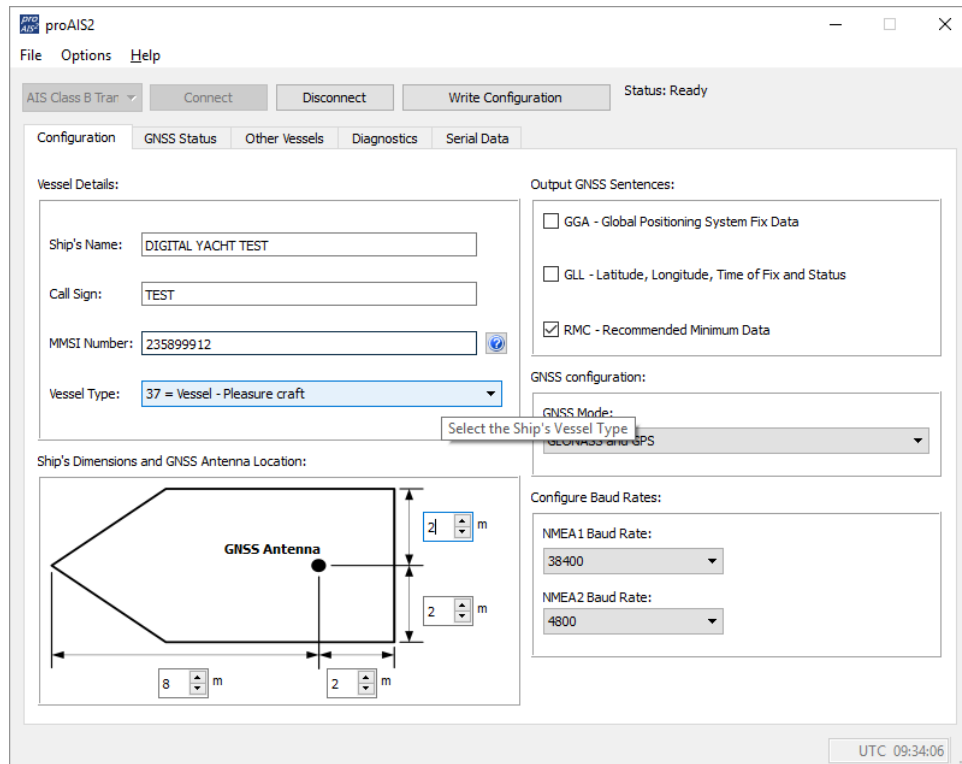 pro
AIS²
proAIS2
File Options Help
AIS Class B Tran Connect Disconnect Write Configuration Status: Ready
Configuration GNSS Status Other Vessels Diagnostics Serial Data
Vessel Details:
Ship's Name: DIGITAL YACHT TEST
Call Sign: TEST
MMSI Number: 235899912 ?
Vessel Type: 37 = Vessel - Pleasure craft
Select the Ship's Vessel Type
Ship's Dimensions and GNSS Antenna Location:
2 m
GNSS Antenna
2 m
8 m 2 m
Output GNSS Sentences:
GGA - Global Positioning System Fix Data
GLL - Latitude, Longitude, Time of Fix and Status
RMC - Recommended Minimum Data
GNSS configuration:
GNSS Mode:
GLONASS and GPS
Configure Baud Rates:
NMEA1 Baud Rate:
38400
NMEA2 Baud Rate:
4800
UTC 09:34:06